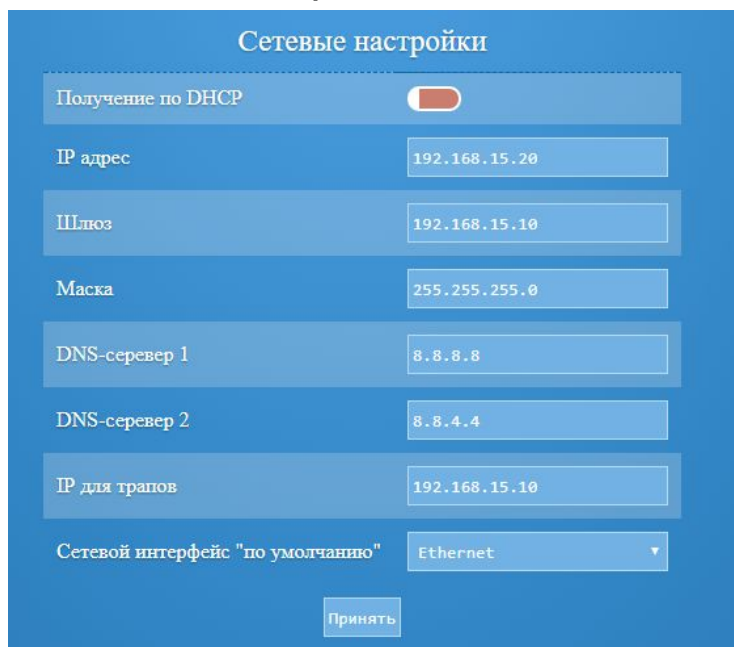 Сетевые настройки
Получение по DHCP
IP адрес 192.168.15.20
Шлюз 192.168.15.10
Маска 255.255.255.0
DNS-серевер 1 8.8.8.8
DNS-серевер 2 8.8.4.4
IP для трапов 192.168.15.10
Сетевой интерфейс "по умолчанию" Ethernet
Принять